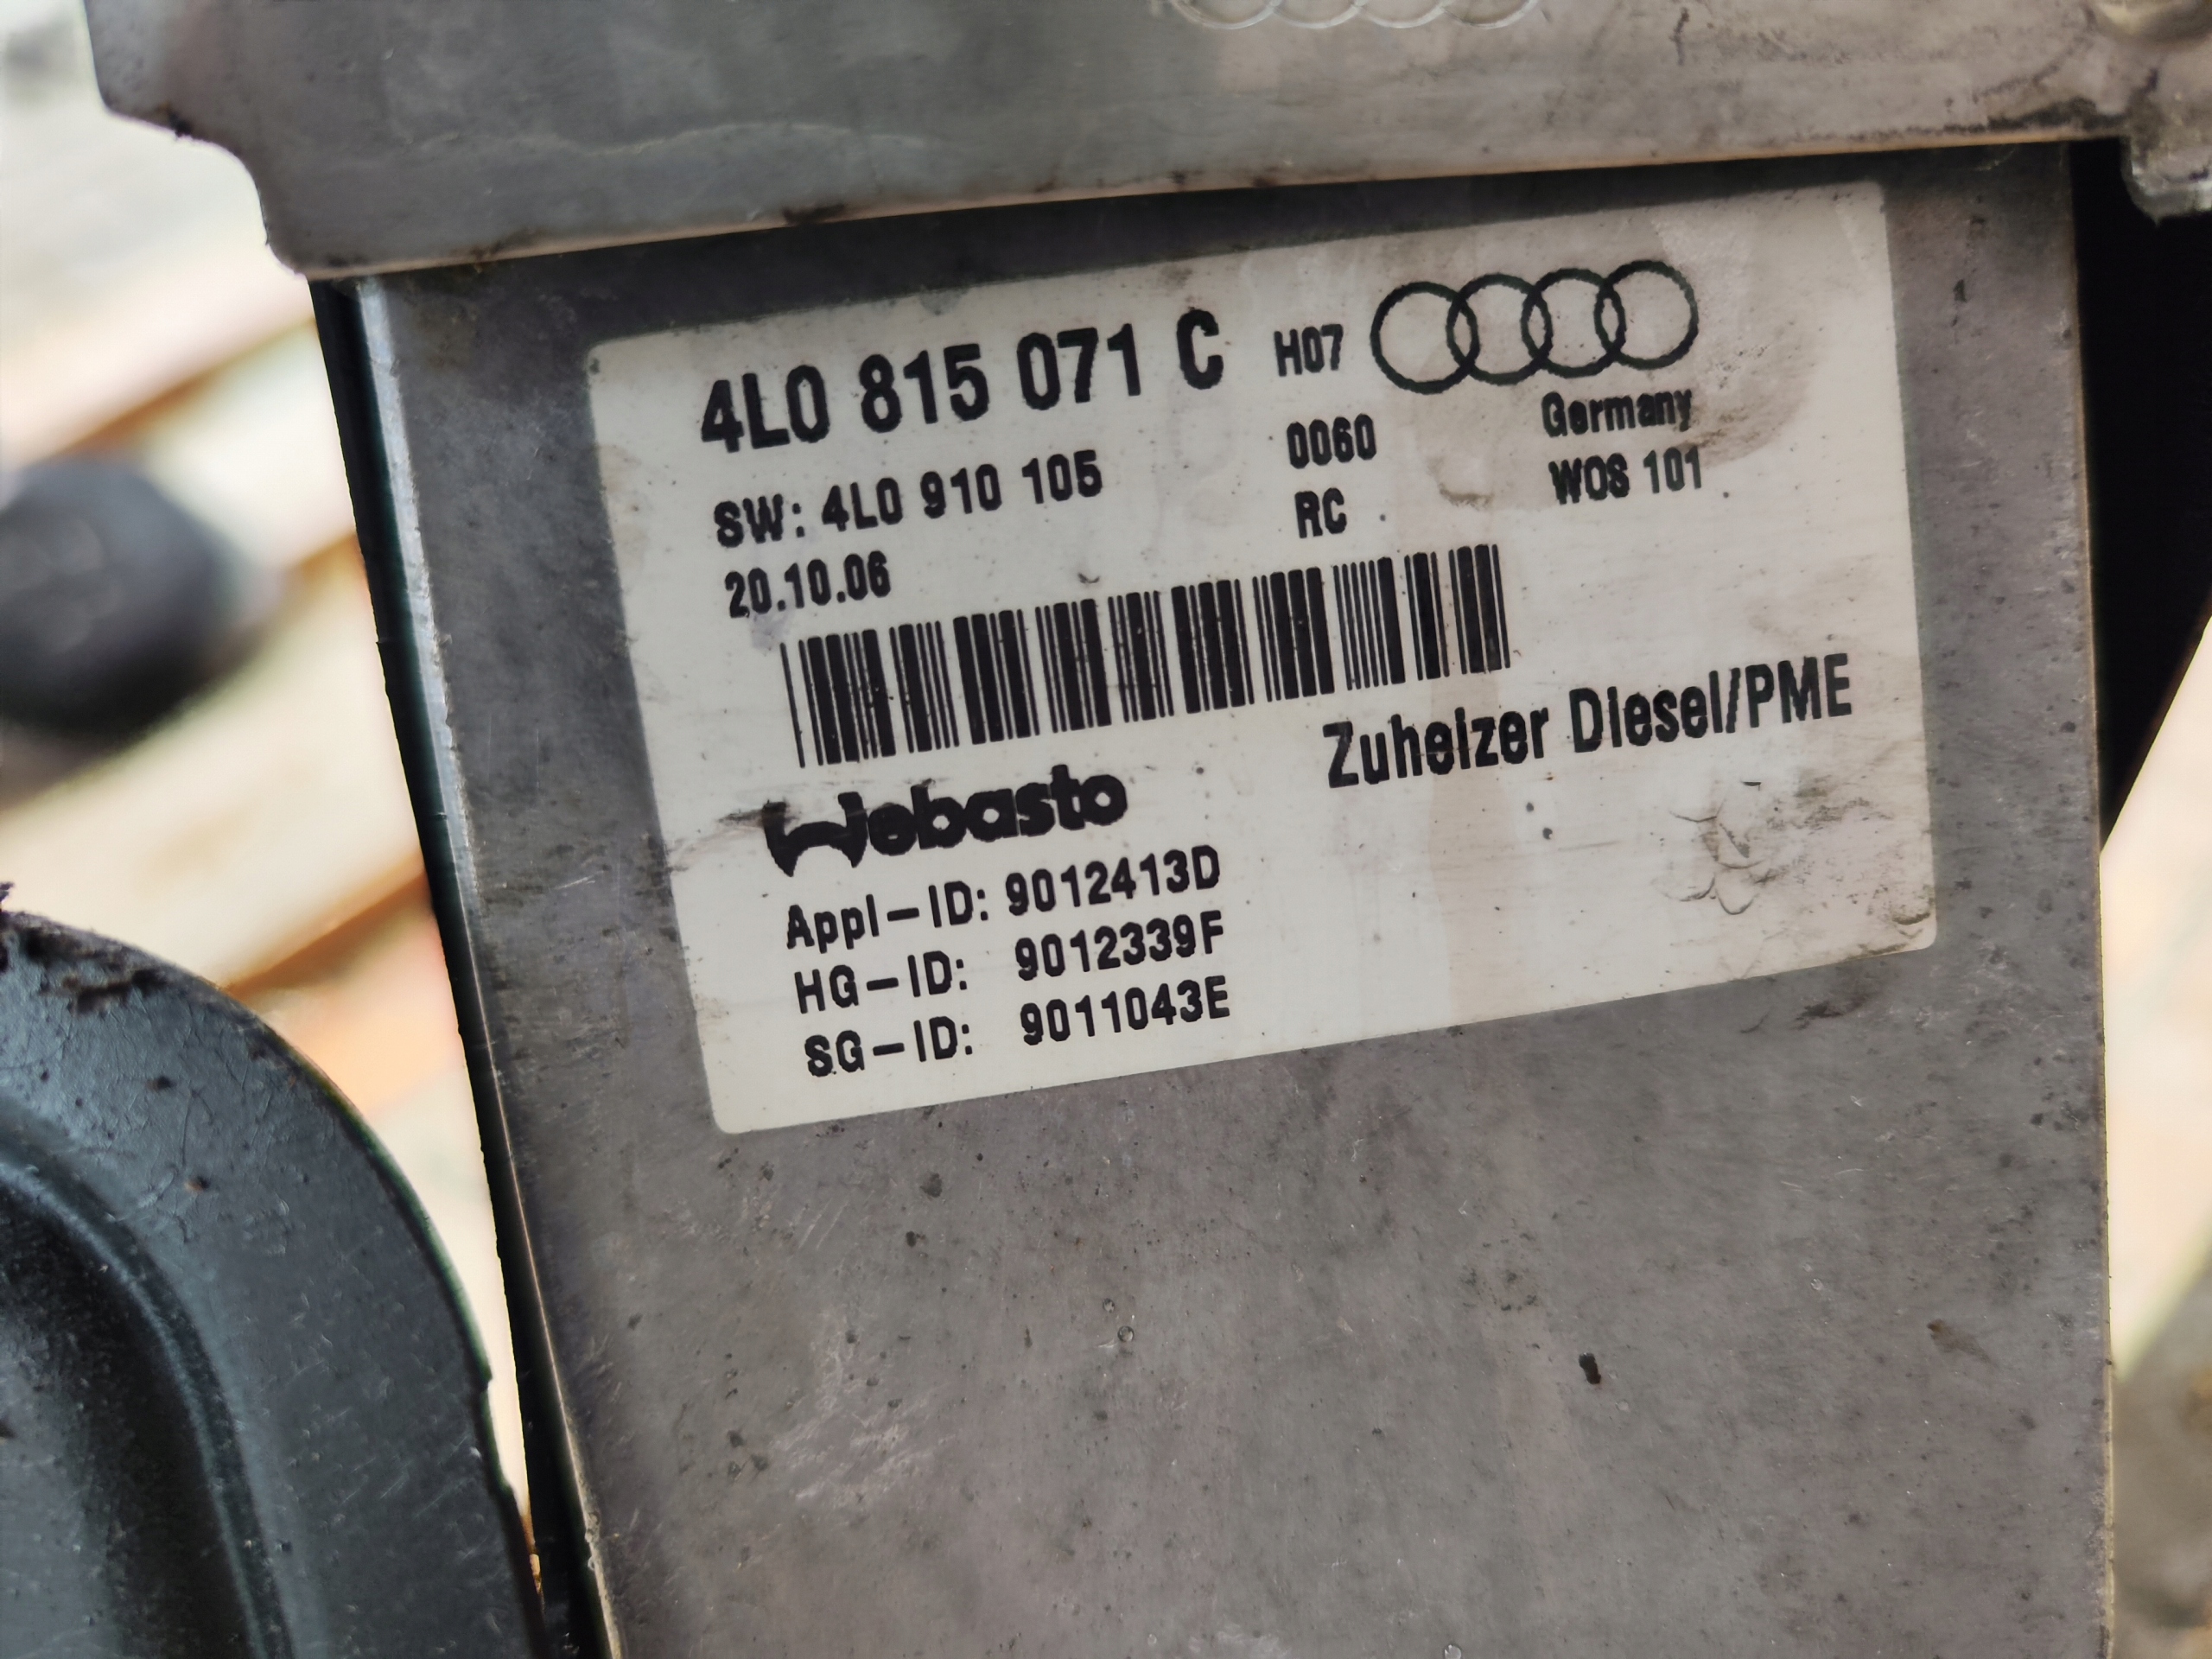 4L0 815 071 C H07
SW: 4L0 910 105 0060 Germany
20.10.06 RC WOS 101
Zuheizer Diesel/PME
Webasto
Appl-ID: 9012413D
HG-ID: 9012339F
SG-ID: 9011043E